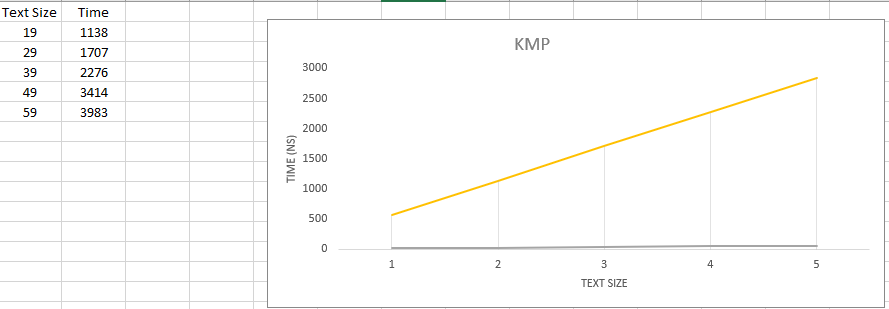 Text Size Time
19 1138
29 1707
39 2276
49 3414
59 3983
KMP
3000
2500
2000
1500
1000
500
0
TIME (NS)
1 2 3 4 5
TEXT SIZE